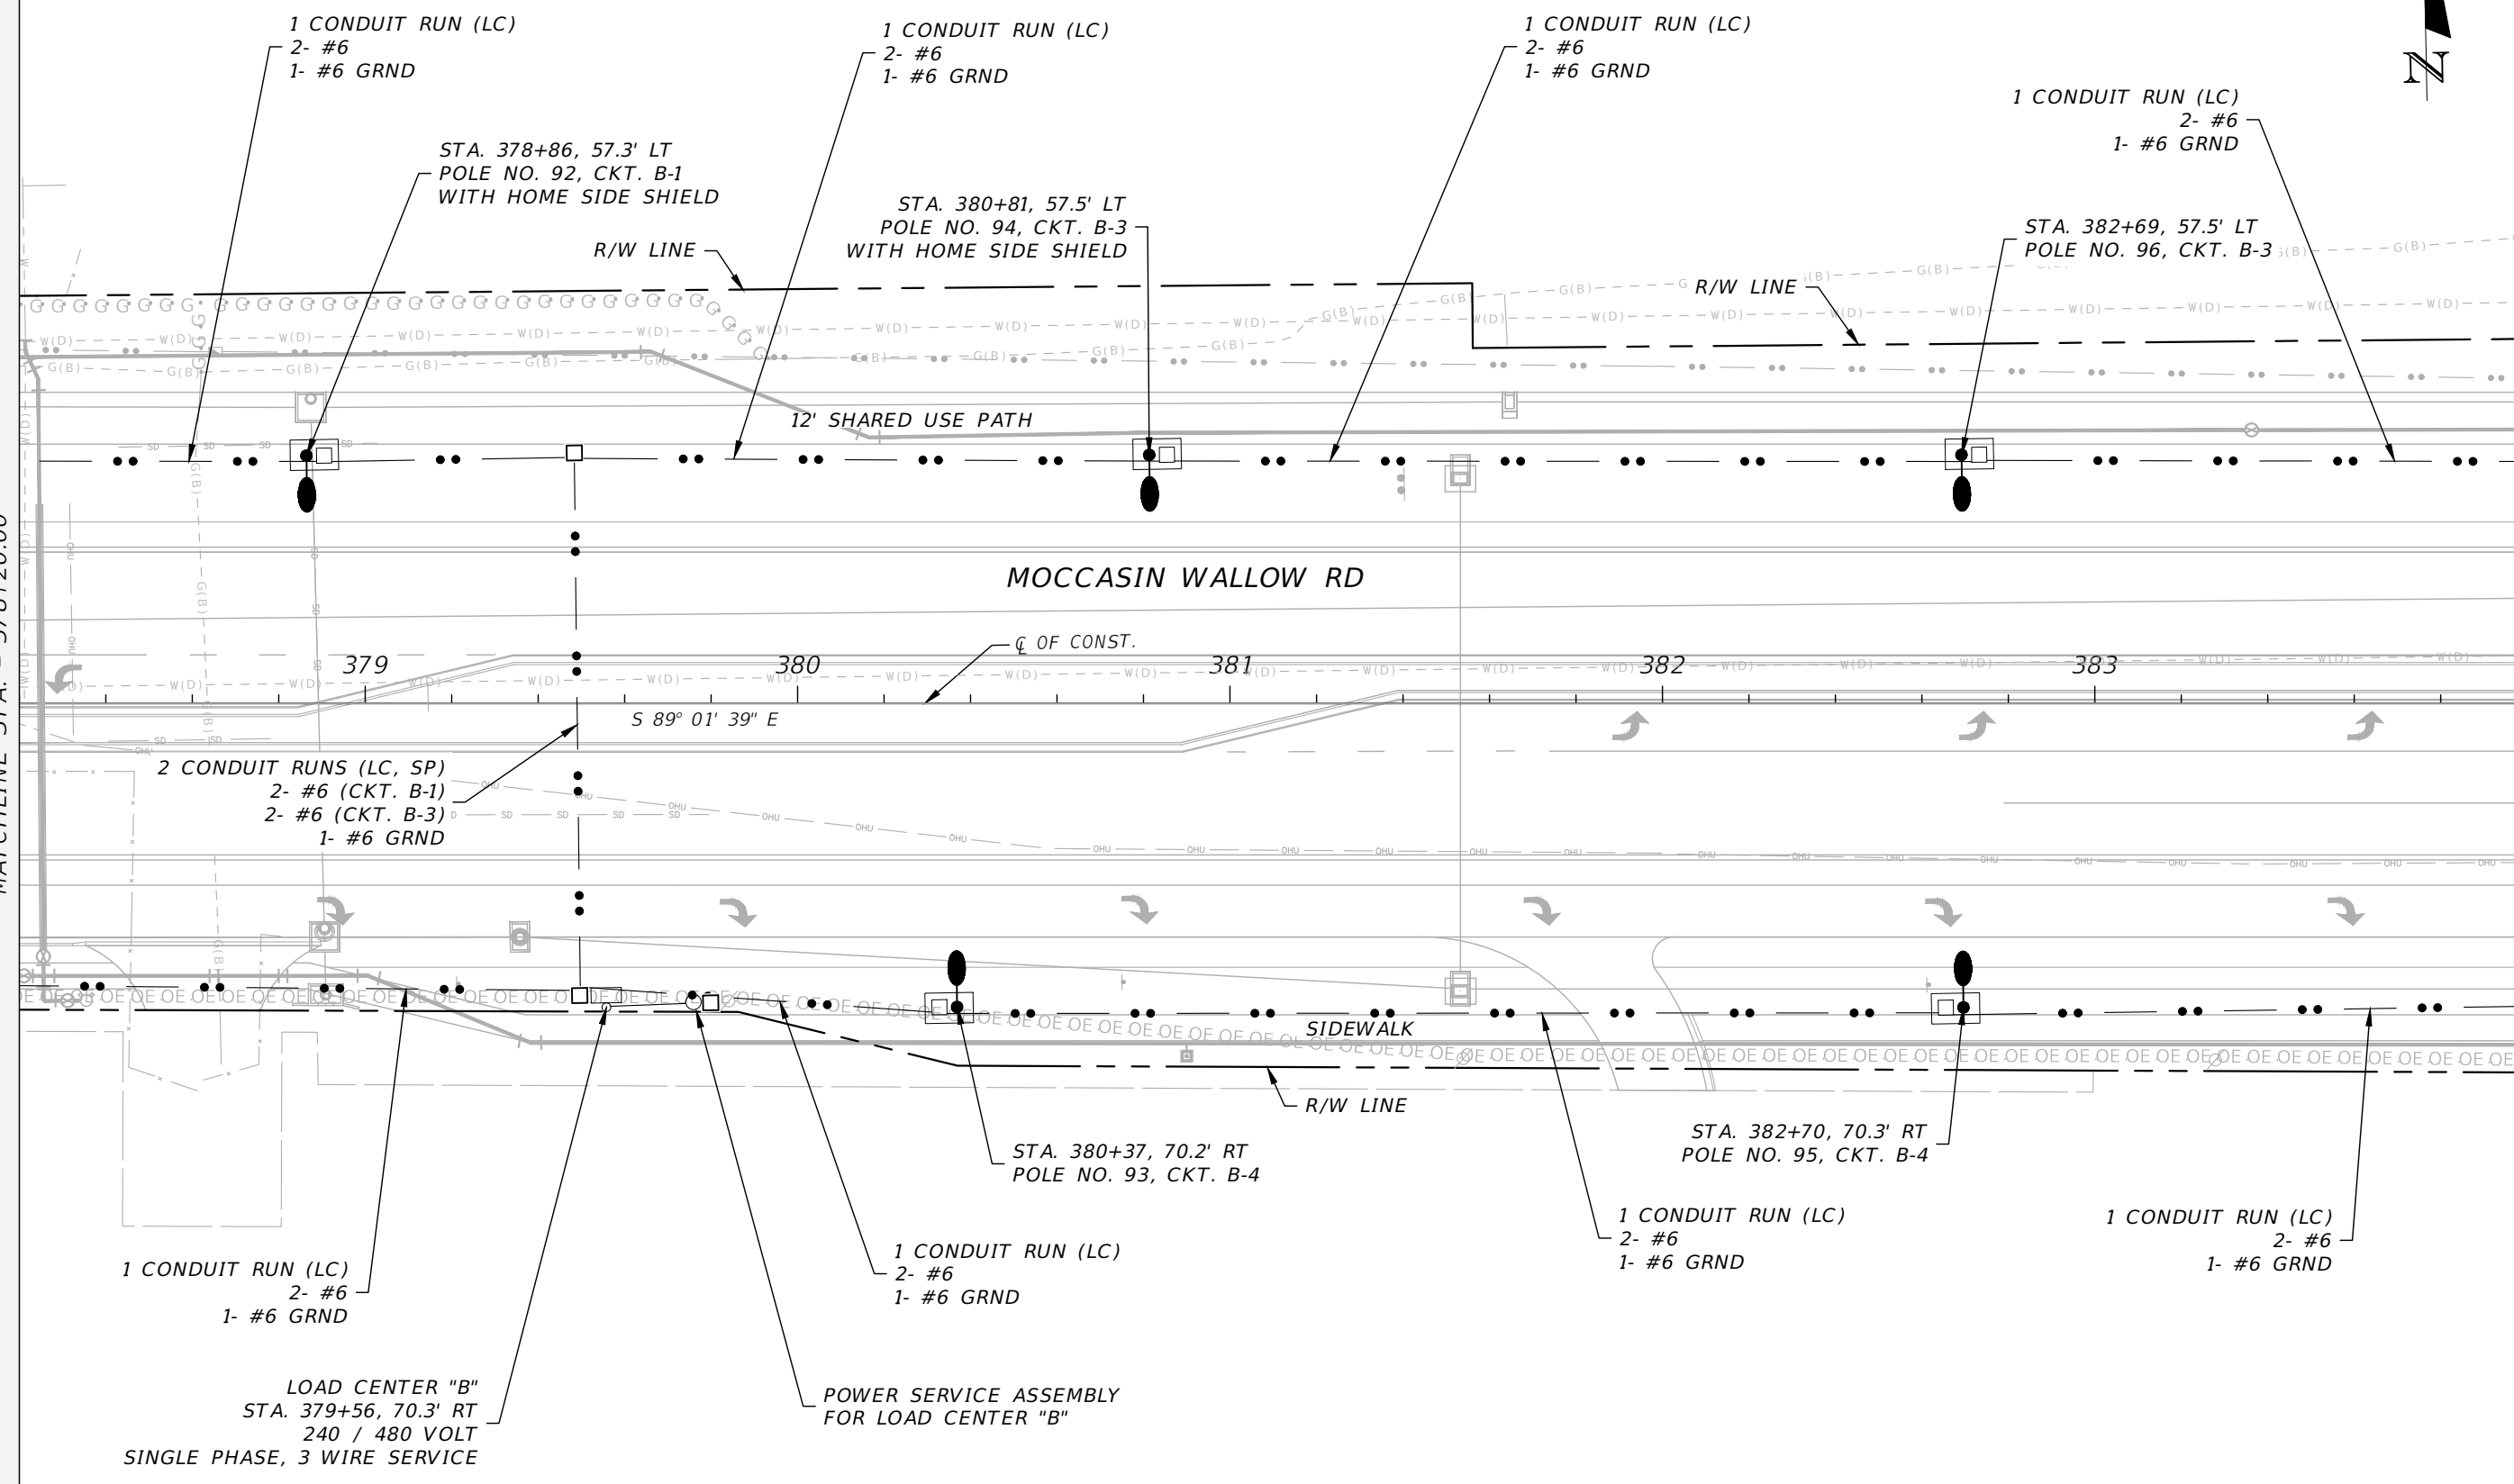 1 CONDUIT RUN (LC)
2- #6
1- #6 GRND
1 CONDUIT RUN (LC)
2- #6
1- #6 GRND
1 CONDUIT RUN (LC)
2- #6
1- #6 GRND
N
1 CONDUIT RUN (LC)
2- #6
1- #6 GRND
STA. 378+86, 57.3' LT
POLE NO. 92, CKT. B-1
WITH HOME SIDE SHIELD
STA. 380+81, 57.5' LT
POLE NO. 94, CKT. B-3
WITH HOME SIDE SHIELD
STA. 382+69, 57.5' LT
POLE NO. 96, CKT. B-3
R/W LINE
R/W LINE
12' SHARED USE PATH
MOCCASIN WALLOW RD
℄ OF CONST.
379 380 381 382 383
S 89° 01' 39" E
2 CONDUIT RUNS (LC, SP)
2- #6 (CKT. B-1)
2- #6 (CKT. B-3)
1- #6 GRND
SIDEWALK
R/W LINE
STA. 380+37, 70.2' RT
POLE NO. 93, CKT. B-4
STA. 382+70, 70.3' RT
POLE NO. 95, CKT. B-4
1 CONDUIT RUN (LC)
2- #6
1- #6 GRND
1 CONDUIT RUN (LC)
2- #6
1- #6 GRND
1 CONDUIT RUN (LC)
2- #6
1- #6 GRND
1 CONDUIT RUN (LC)
2- #6
1- #6 GRND
LOAD CENTER "B"
STA. 379+56, 70.3' RT
240 / 480 VOLT
SINGLE PHASE, 3 WIRE SERVICE
POWER SERVICE ASSEMBLY
FOR LOAD CENTER "B"